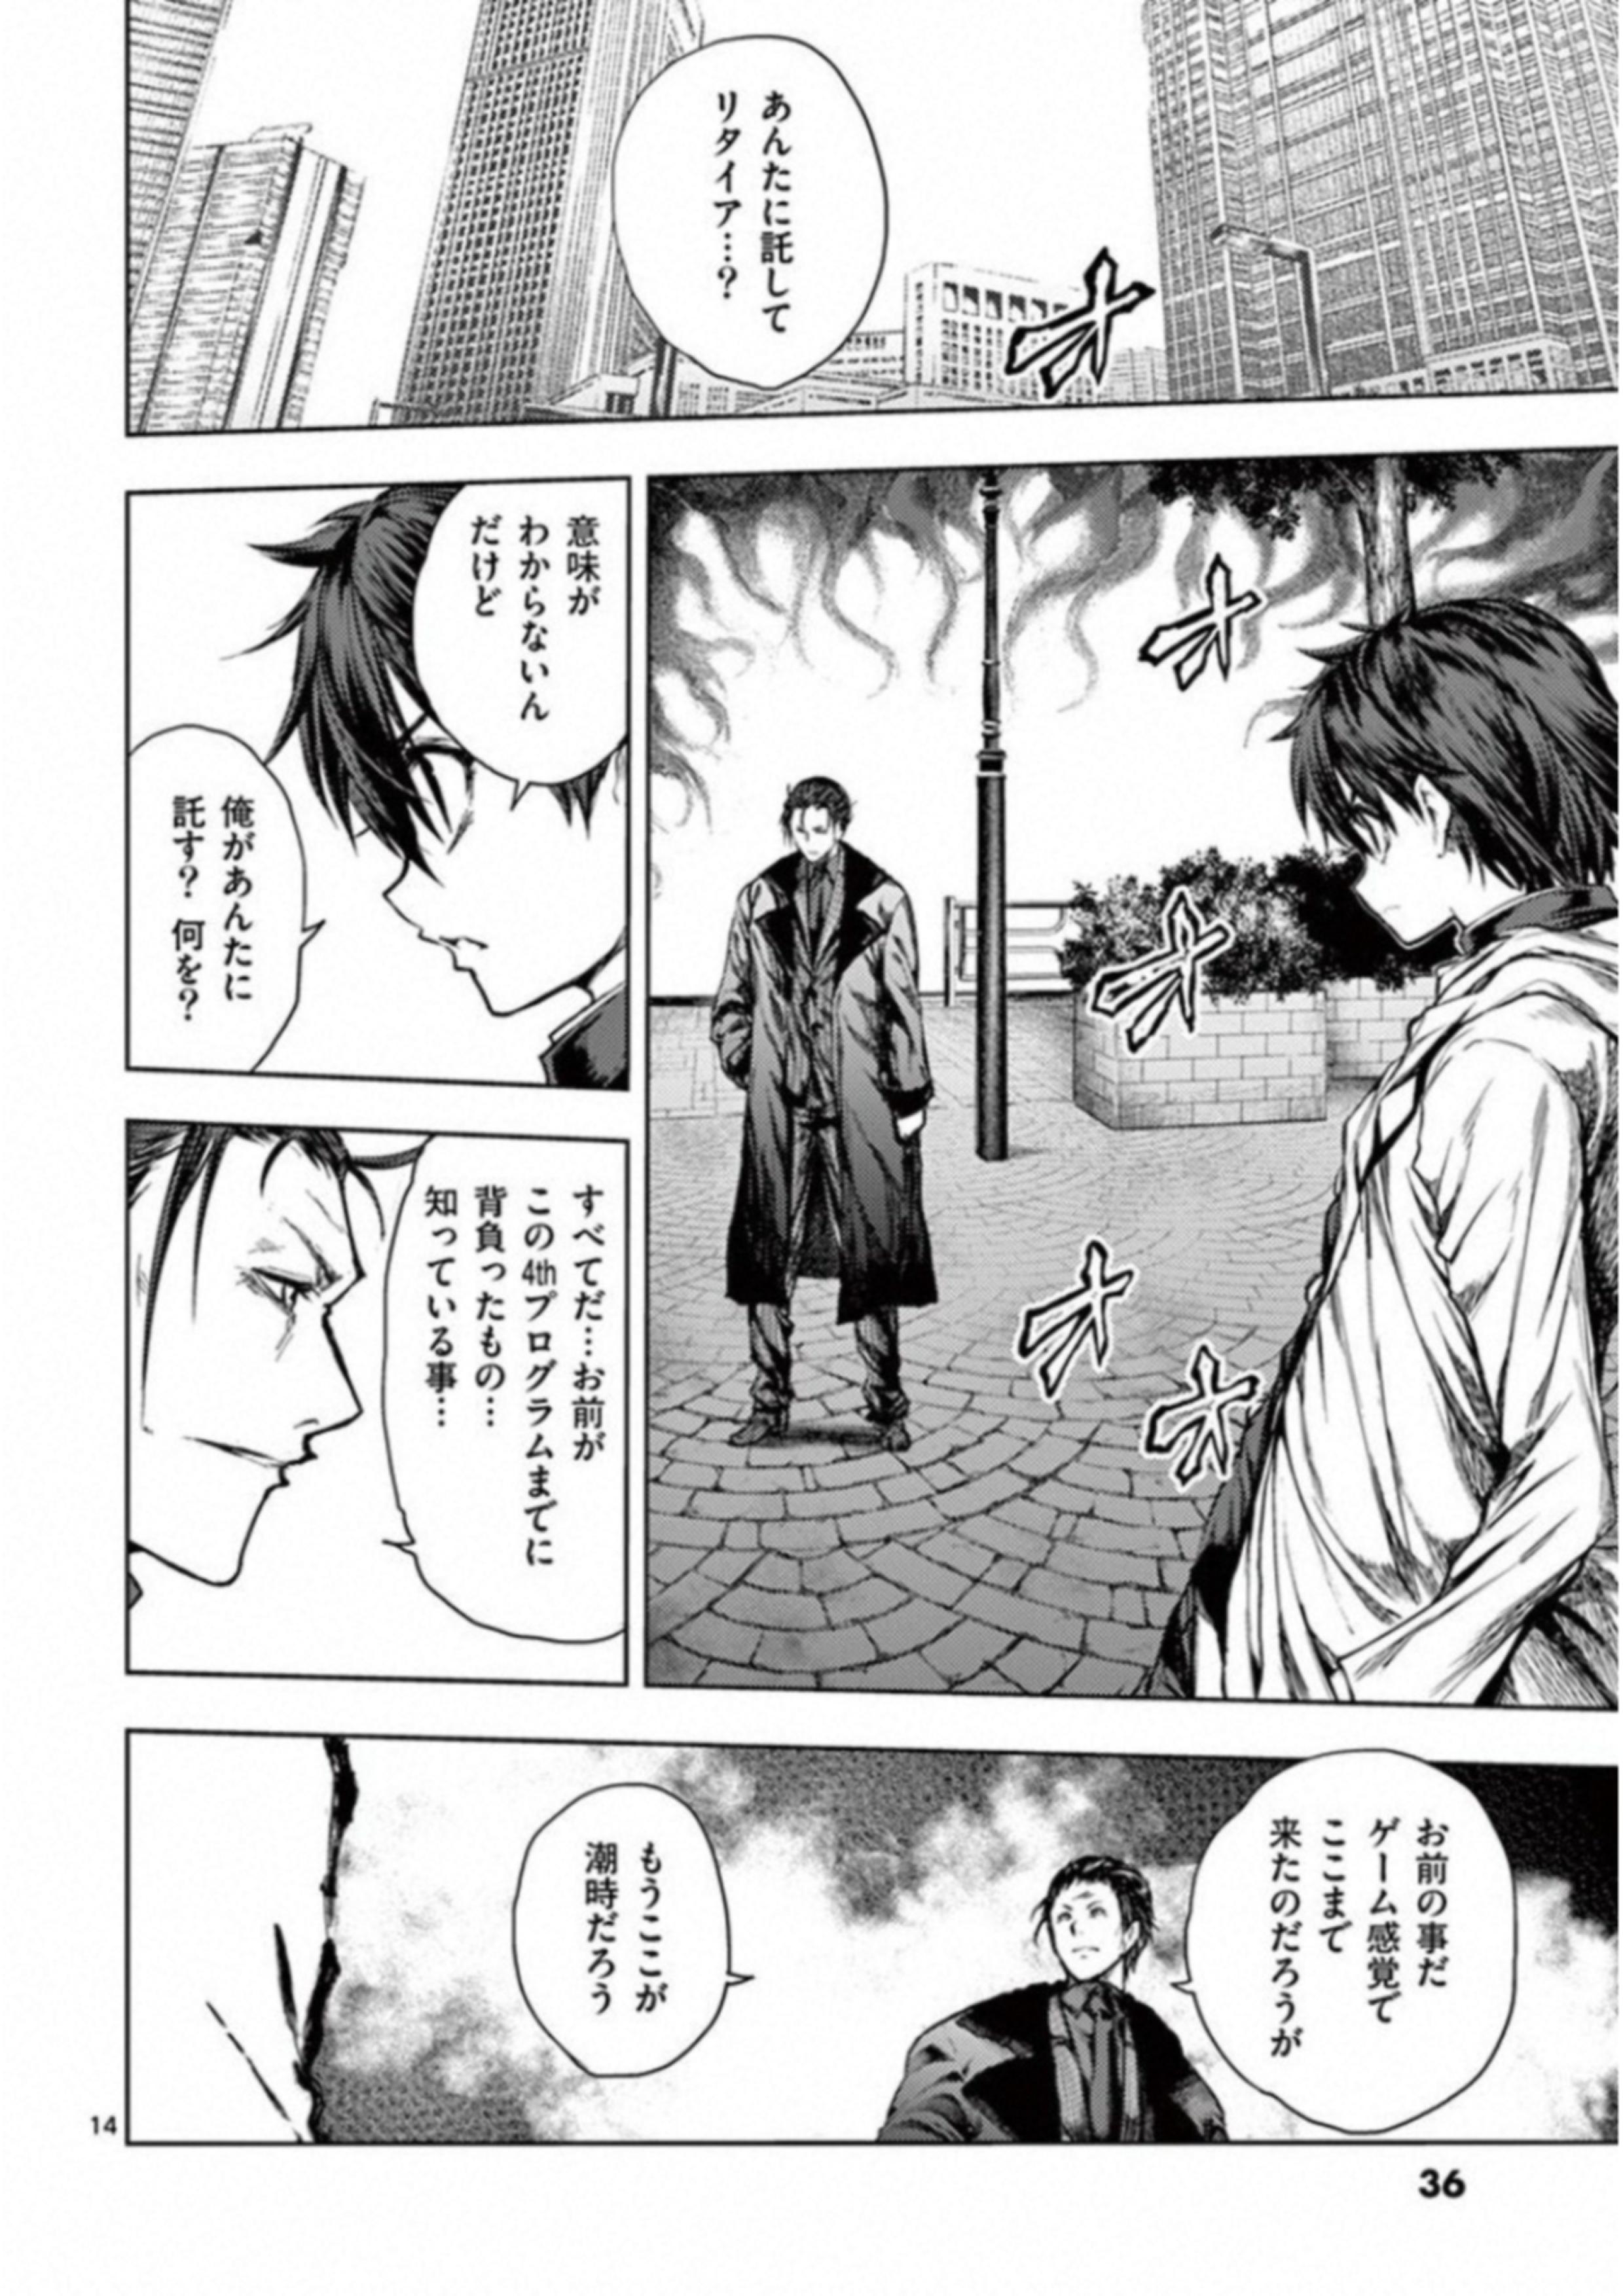 あんたに託して
リタイア…？
オ
オ
オ
オ
オ
意味が
わからないん
だけど
俺があんたに
託す？何を？
すべてだ…お前が
この4thプログラムまでに
背負ったもの…
知っている事…
お前の事だ
ゲーム感覚で
ここまで
来たのだろうが
もうここが
潮時だろう
14
36